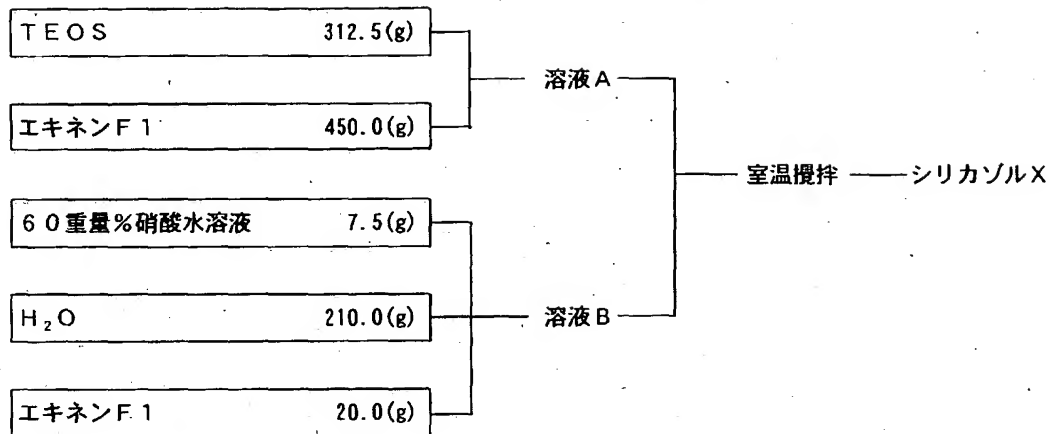 TEOS 312.5(g)
エキネンF1 450.0(g)
溶液A
60重量%硝酸水溶液 7.5(g)
H₂O 210.0(g)
エキネンF1 20.0(g)
溶液B
室温攪拌
シリカゾルX